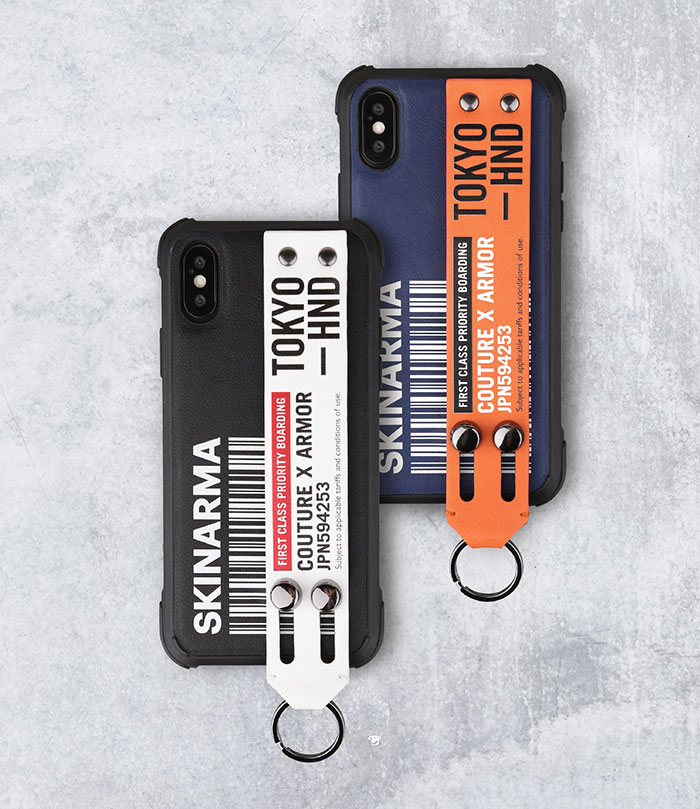 SKINARMA
TOKYO
—HND
FIRST CLASS PRIORITY BOARDING
COUTURE X ARMOR
JPN594253
Subject to applicable tariffs and conditions of use.
SKINARMA
TOKYO
—HND
FIRST CLASS PRIORITY BOARDING
COUTURE X ARMOR
JPN594253
Subject to applicable tariffs and conditions of use.